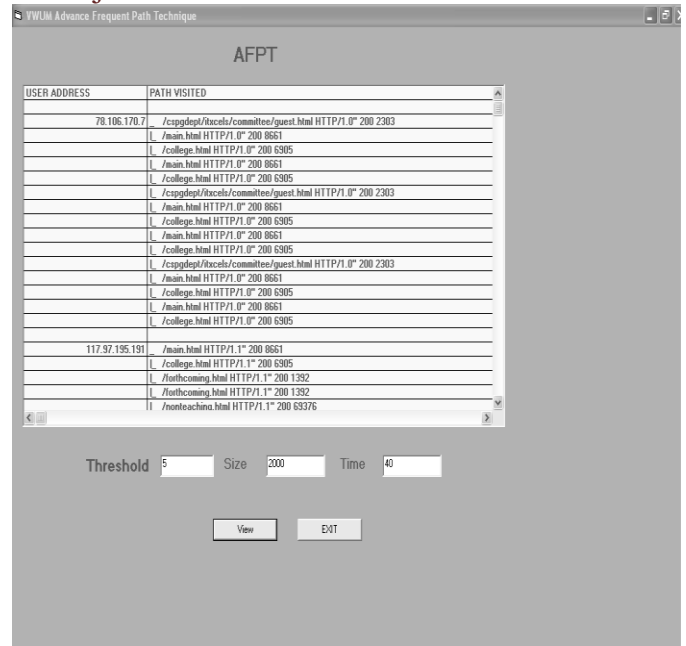 VWUM Advance Frequent Path Technique
AFPT
USER ADDRESS PATH VISITED
78.106.170.7 _ /cspgdept/itxcels/committee/guest.html HTTP/1.0" 200 2303
|_ /main.html HTTP/1.0" 200 8661
|_ /college.html HTTP/1.0" 200 6905
|_ /main.html HTTP/1.0" 200 8661
|_ /college.html HTTP/1.0" 200 6905
|_ /cspgdept/itxcels/committee/guest.html HTTP/1.0" 200 2303
|_ /main.html HTTP/1.0" 200 8661
|_ /college.html HTTP/1.0" 200 6905
|_ /main.html HTTP/1.0" 200 8661
|_ /college.html HTTP/1.0" 200 6905
|_ /cspgdept/itxcels/committee/guest.html HTTP/1.0" 200 2303
|_ /main.html HTTP/1.0" 200 8661
|_ /college.html HTTP/1.0" 200 6905
|_ /main.html HTTP/1.0" 200 8661
|_ /college.html HTTP/1.0" 200 6905
117.97.195.191 _ /main.html HTTP/1.1" 200 8661
|_ /college.html HTTP/1.1" 200 6905
|_ /forthcoming.html HTTP/1.1" 200 1392
|_ /forthcoming.html HTTP/1.1" 200 1392
|_ /nonteaching.html HTTP/1.1" 200 69376
Threshold 5 Size 2000 Time 40
View EXIT